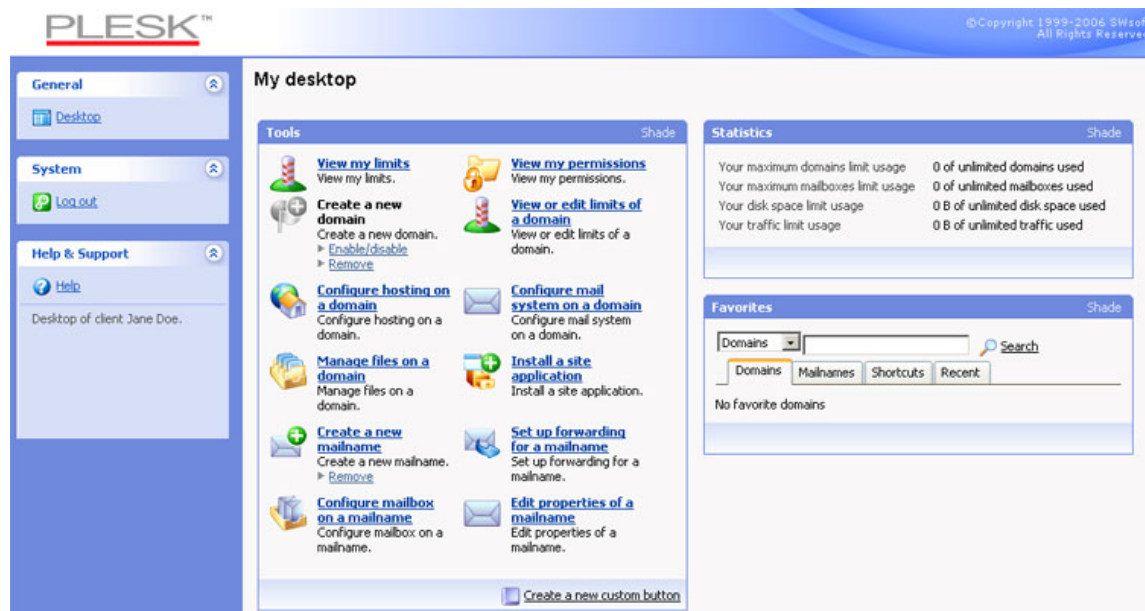 PLESK™
©Copyright 1999-2006 SWsoft
All Rights Reserved
General
Desktop
System
Log out
Help & Support
Help
Desktop of client Jane Doe.
My desktop
Tools
Shade
View my limits
View my limits.
View my permissions
View my permissions.
Create a new
domain
Create a new domain.
Enable/disable
Remove
View or edit limits of
a domain
View or edit limits of a
domain.
Configure hosting on
a domain
Configure hosting on a
domain.
Configure mail
system on a domain
Configure mail system
on a domain.
Manage files on a
domain
Manage files on a
domain.
Install a site
application
Install a site application.
Create a new
mailname
Create a new mailname.
Remove
Set up forwarding
for a mailname
Set up forwarding for a
mailname.
Configure mailbox
on a mailname
Configure mailbox on a
mailname.
Edit properties of a
mailname
Edit properties of a
mailname.
Create a new custom button
Statistics
Shade
Your maximum domains limit usage 0 of unlimited domains used
Your maximum mailboxes limit usage 0 of unlimited mailboxes used
Your disk space limit usage 0 B of unlimited disk space used
Your traffic limit usage 0 B of unlimited traffic used
Favorites
Shade
Domains
Search
Domains Mailnames Shortcuts Recent
No favorite domains